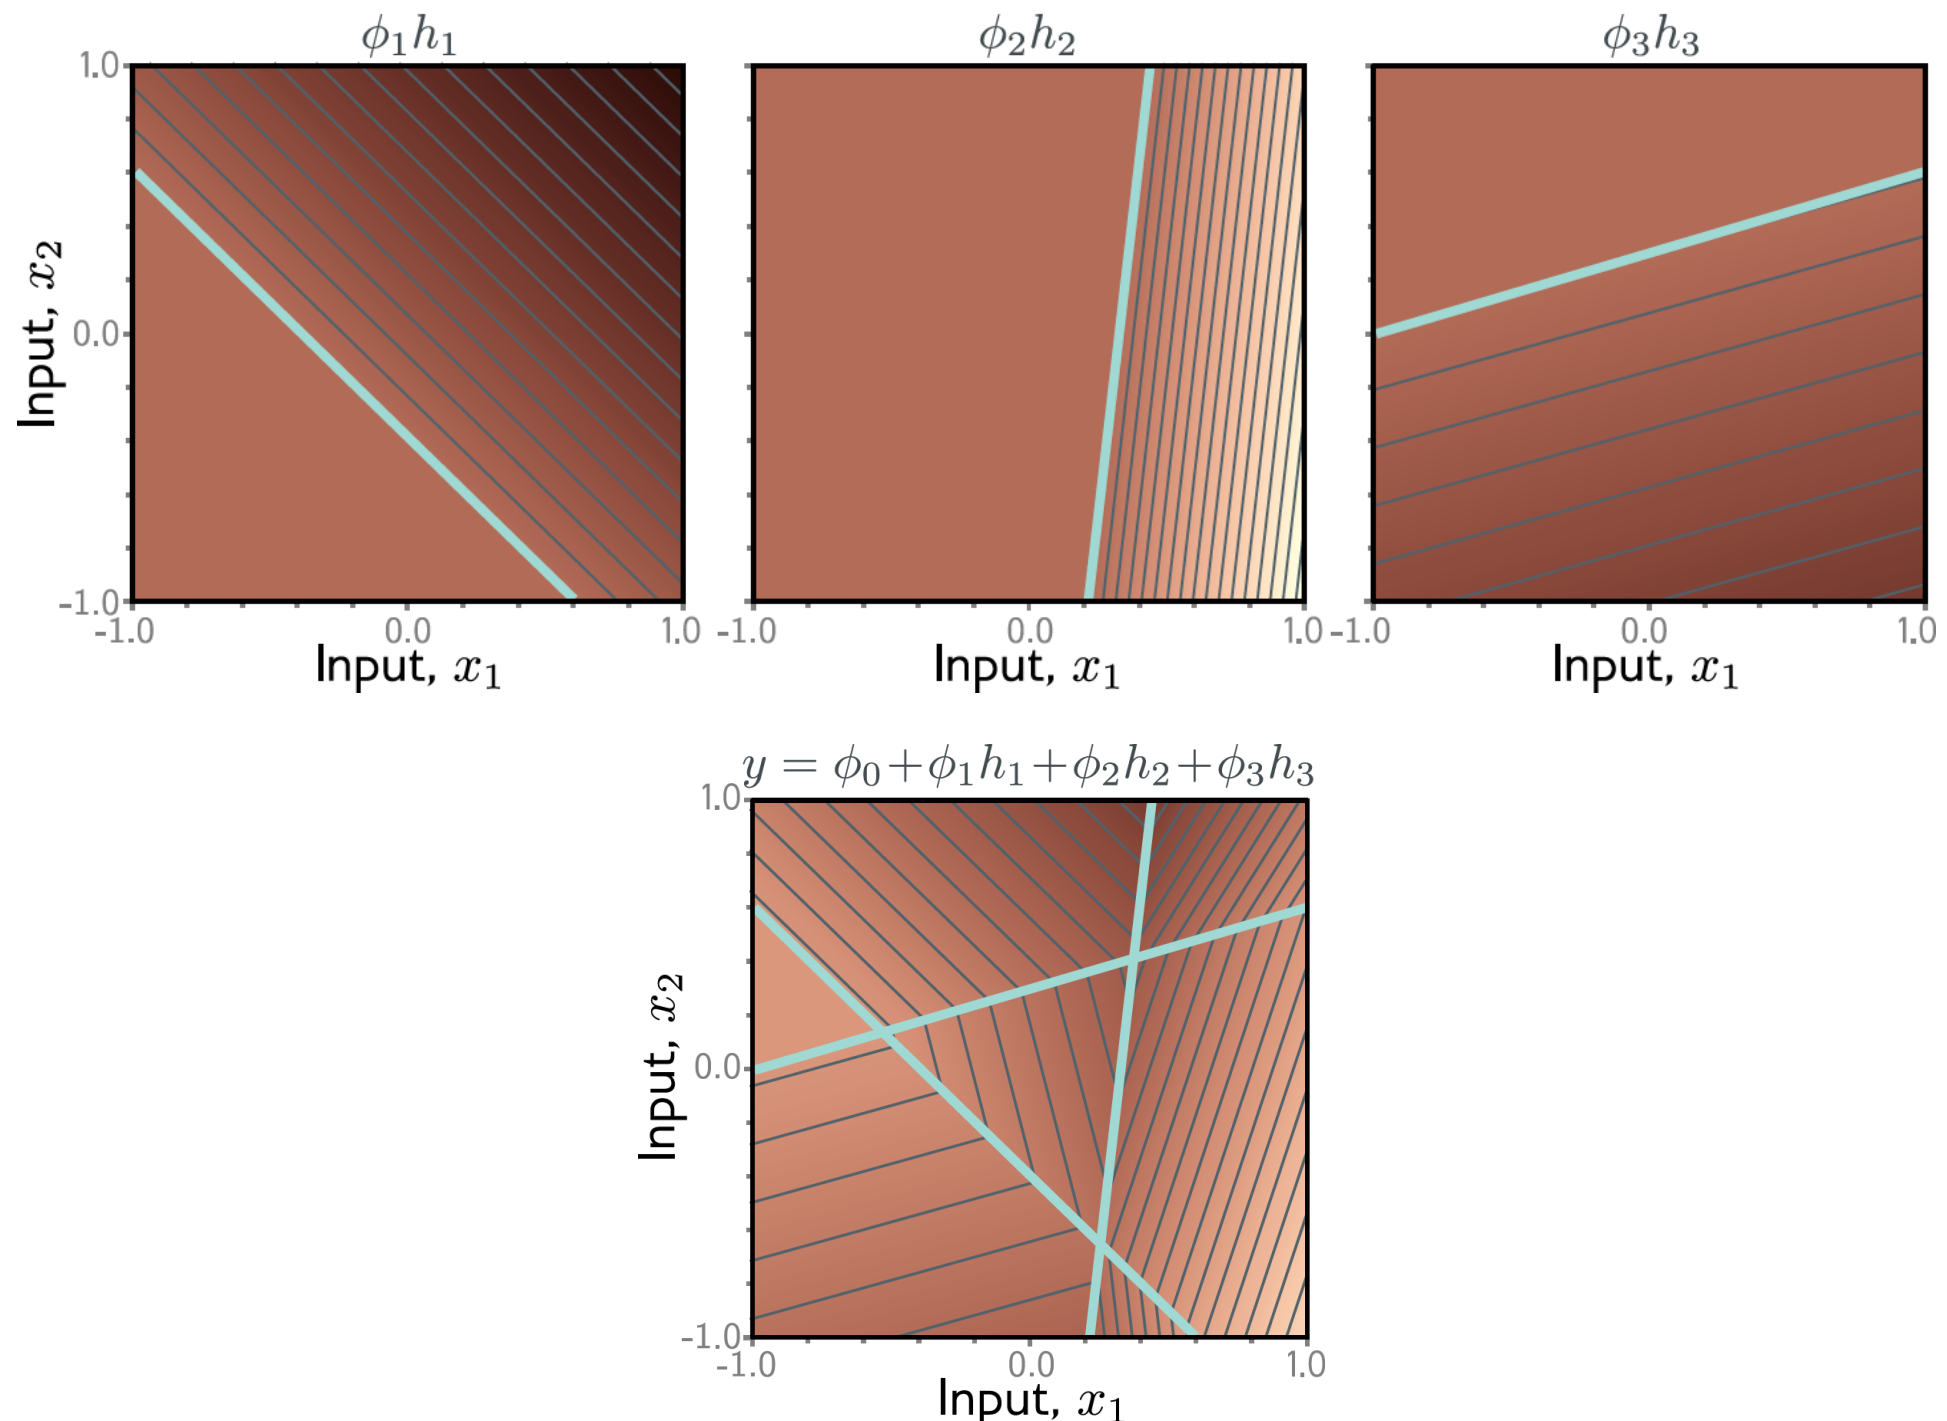 ϕ₁h₁ ϕ₂h₂ ϕ₃h₃
1.0
0.0
-1.0
Input, x₂
-1.0 0.0 1.0 -1.0 0.0 1.0 -1.0 0.0 1.0
Input, x₁ Input, x₁ Input, x₁
y = ϕ₀+ϕ₁h₁+ϕ₂h₂+ϕ₃h₃
1.0
0.0
-1.0
Input, x₂
-1.0 0.0 1.0
Input, x₁